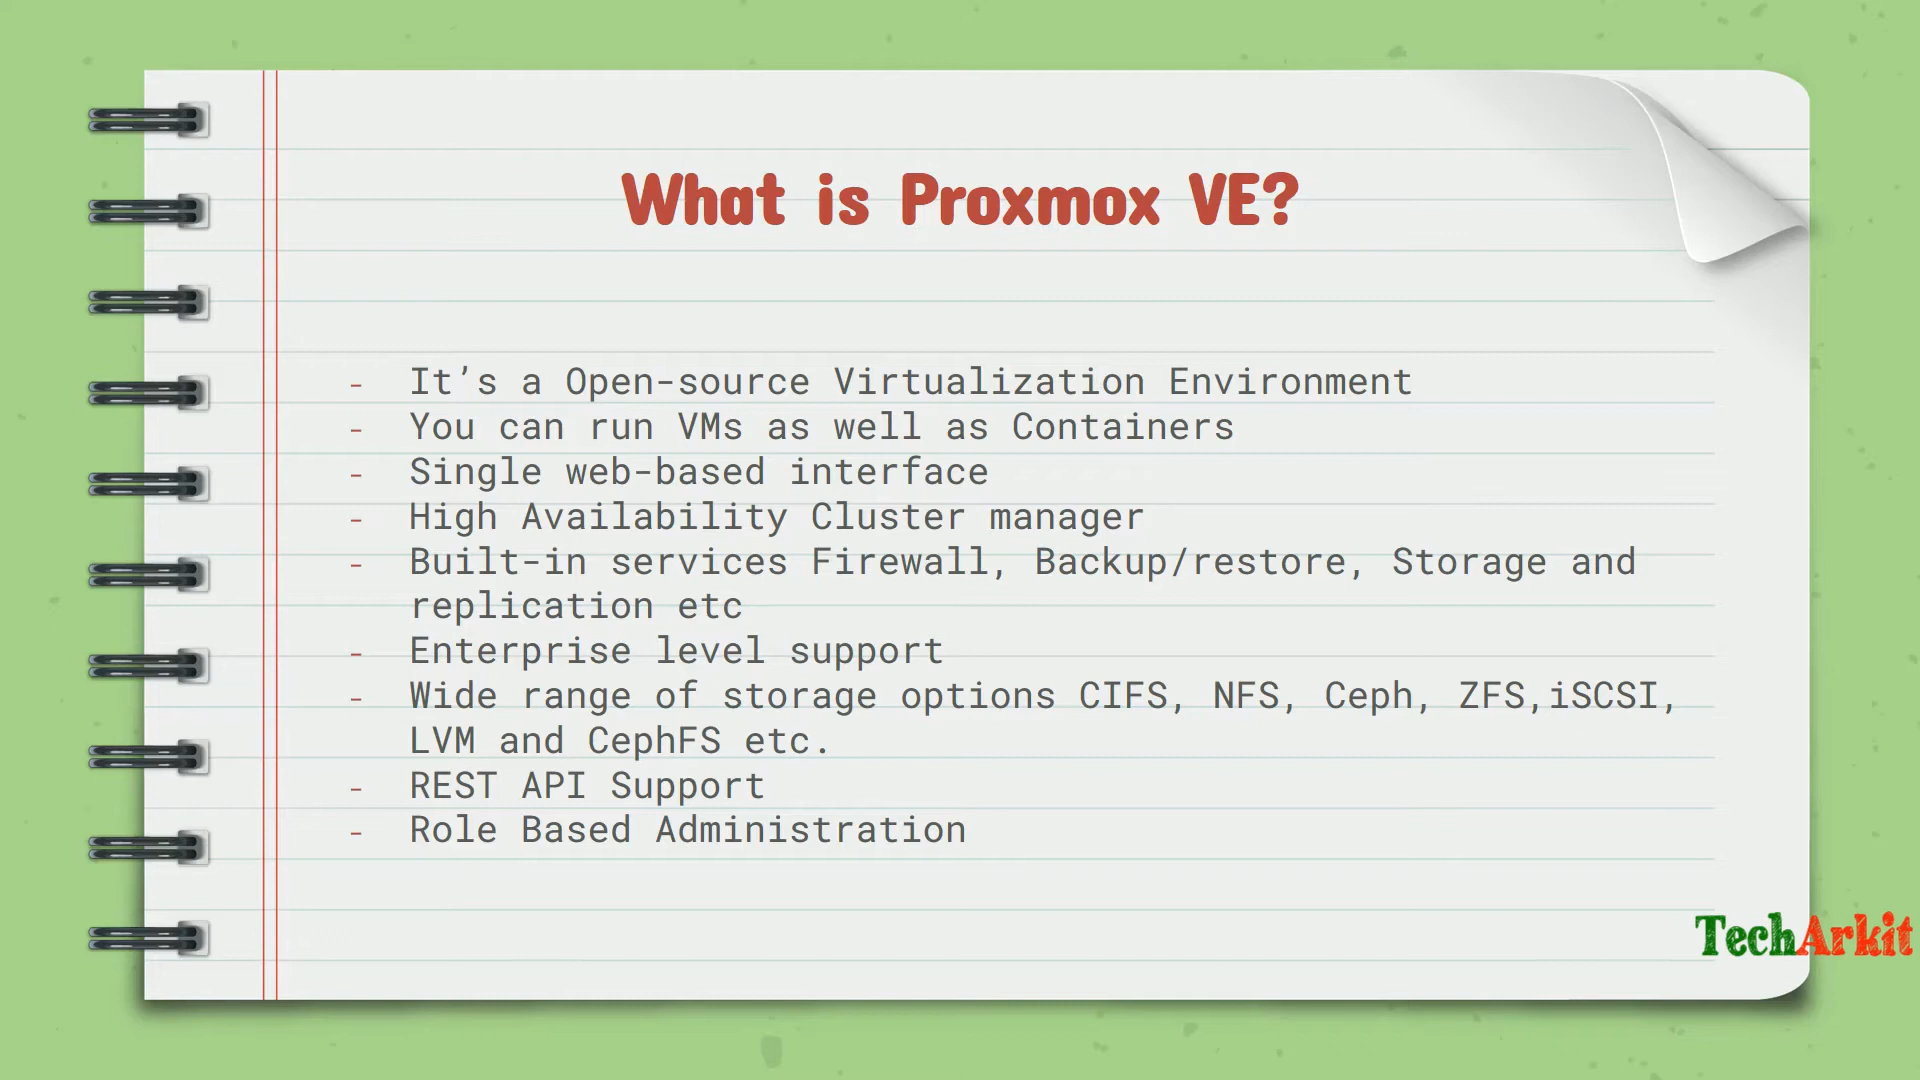 What is Proxmox VE?
- It’s a Open-source Virtualization Environment
- You can run VMs as well as Containers
- Single web-based interface
- High Availability Cluster manager
- Built-in services Firewall, Backup/restore, Storage and
replication etc
- Enterprise level support
- Wide range of storage options CIFS, NFS, Ceph, ZFS,iSCSI,
LVM and CephFS etc.
- REST API Support
- Role Based Administration
TechArkit